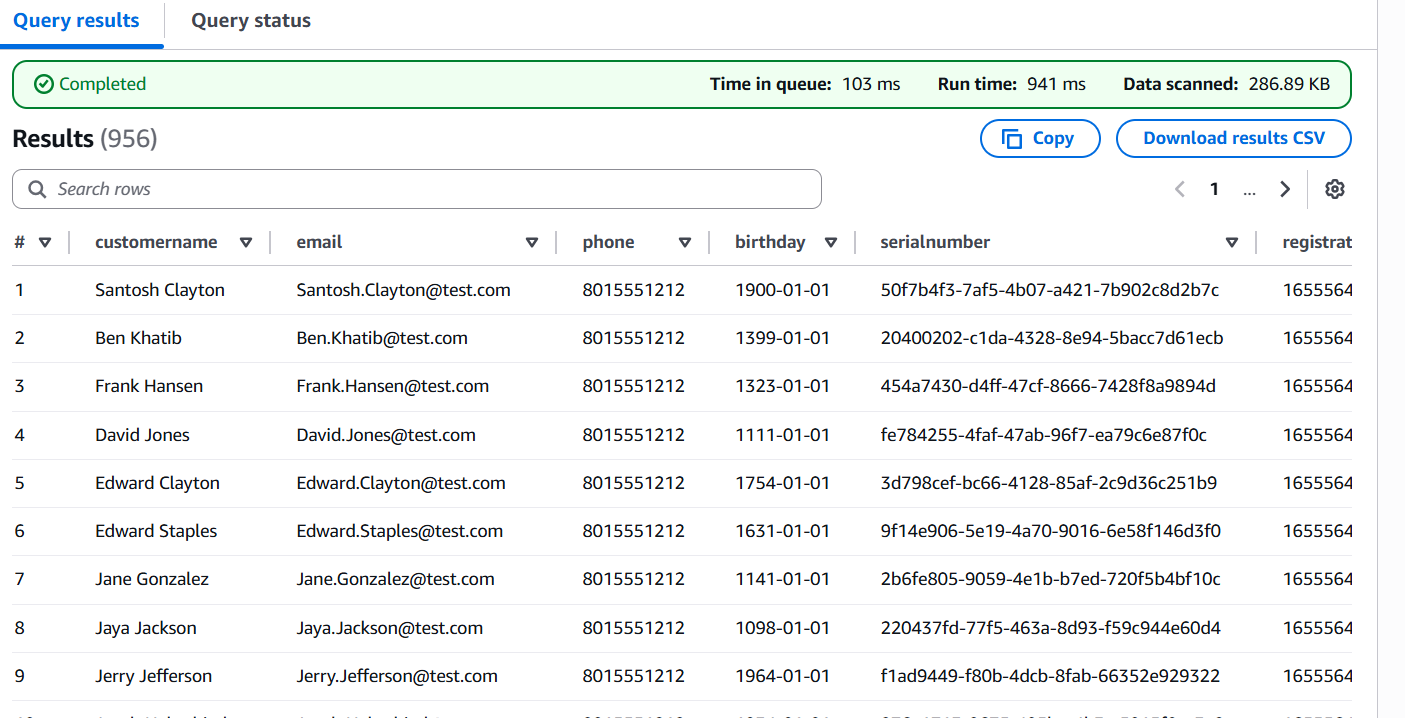 Query results Query status
Completed Time in queue: 103 ms Run time: 941 ms Data scanned: 286.89 KB
Results (956) Copy Download results CSV
Search rows 1 ...
# customername email phone birthday serialnumber registrat
1 Santosh Clayton Santosh.Clayton@test.com 8015551212 1900-01-01 50f7b4f3-7af5-4b07-a421-7b902c8d2b7c 1655564
2 Ben Khatib Ben.Khatib@test.com 8015551212 1399-01-01 20400202-c1da-4328-8e94-5bacc7d61ecb 1655564
3 Frank Hansen Frank.Hansen@test.com 8015551212 1323-01-01 454a7430-d4ff-47cf-8666-7428f8a9894d 1655564
4 David Jones David.Jones@test.com 8015551212 1111-01-01 fe784255-4faf-47ab-96f7-ea79c6e87f0c 1655564
5 Edward Clayton Edward.Clayton@test.com 8015551212 1754-01-01 3d798cef-bc66-4128-85af-2c9d36c251b9 1655564
6 Edward Staples Edward.Staples@test.com 8015551212 1631-01-01 9f14e906-5e19-4a70-9016-6e58f146d3f0 1655564
7 Jane Gonzalez Jane.Gonzalez@test.com 8015551212 1141-01-01 2b6fe805-9059-4e1b-b7ed-720f5b4bf10c 1655564
8 Jaya Jackson Jaya.Jackson@test.com 8015551212 1098-01-01 220437fd-77f5-463a-8d93-f59c944e60d4 1655564
9 Jerry Jefferson Jerry.Jefferson@test.com 8015551212 1964-01-01 f1ad9449-f80b-4dcb-8fab-66352e929322 1655564